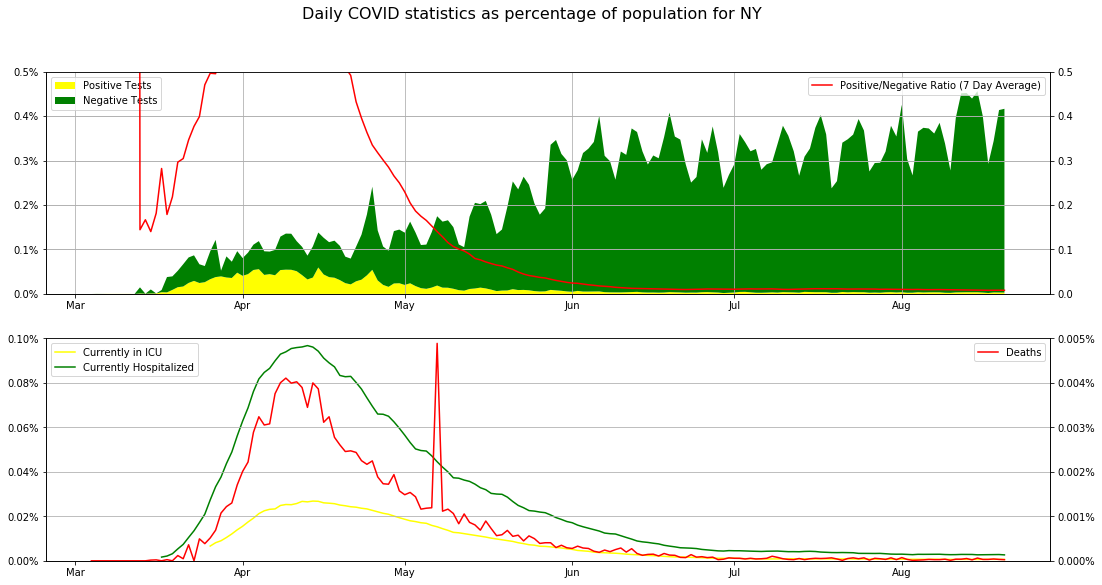 Daily COVID statistics as percentage of population for NY
Positive Tests
Negative Tests
Positive/Negative Ratio (7 Day Average)
0.5%
0.4%
0.3%
0.2%
0.1%
0.0%
0.5
0.4
0.3
0.2
0.1
0.0
Mar Apr May Jun Jul Aug
Currently in ICU
Currently Hospitalized
Deaths
0.10%
0.08%
0.06%
0.04%
0.02%
0.00%
0.005%
0.004%
0.003%
0.002%
0.001%
0.000%
Mar Apr May Jun Jul Aug